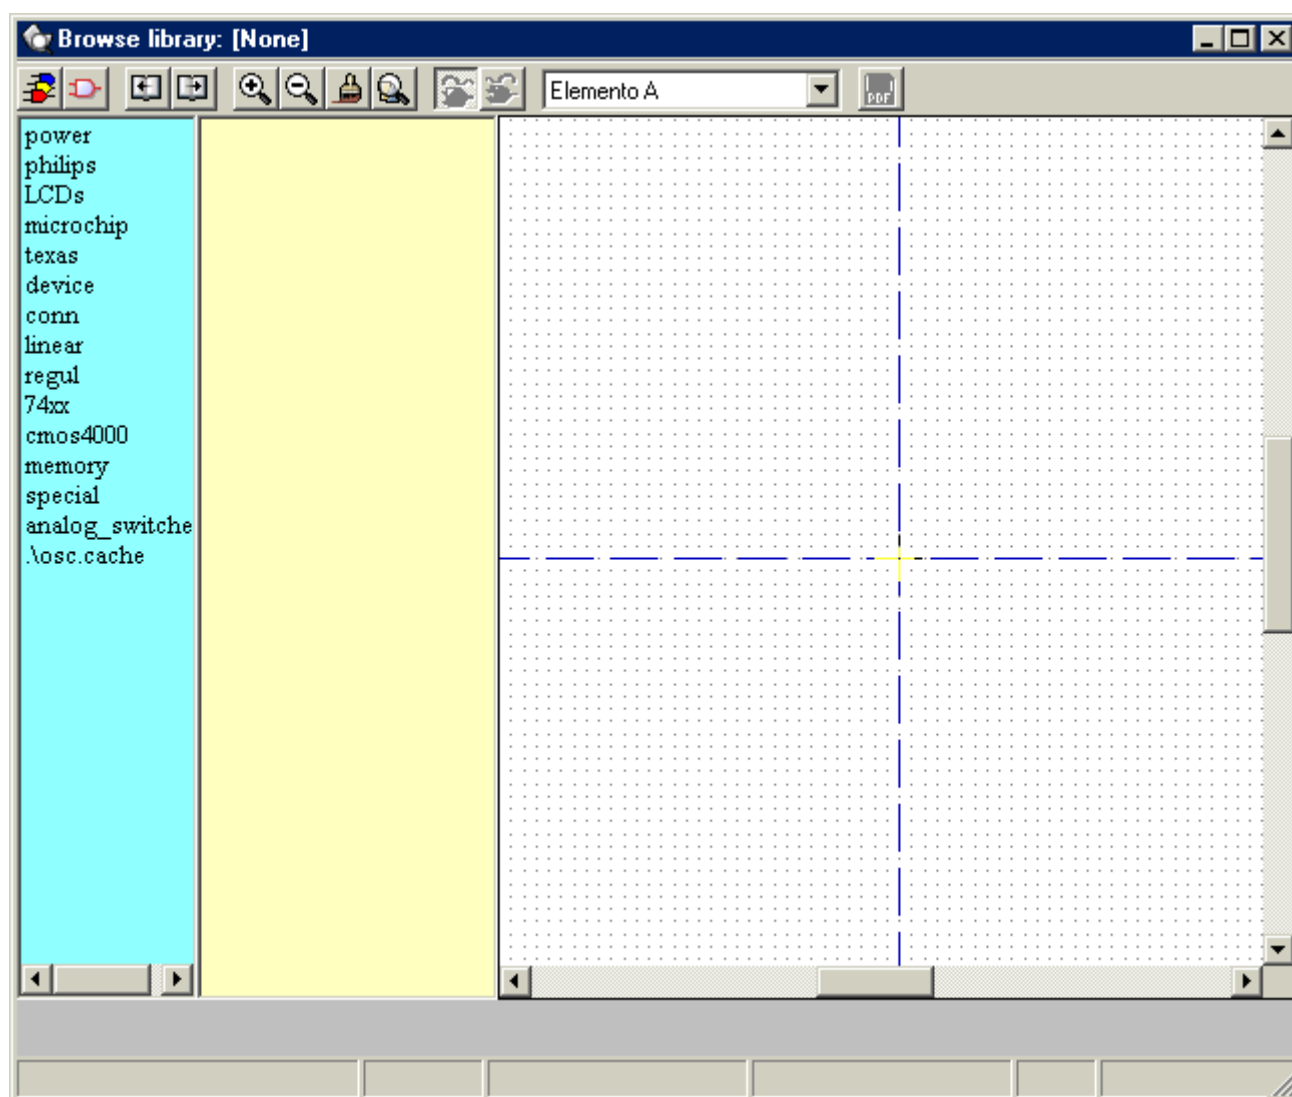 Browse library: [None]
Elemento A
PDF
power
philips
LCDs
microchip
texas
device
conn
linear
regul
74xx
cmos4000
memory
special
analog_switche
.\osc.cache